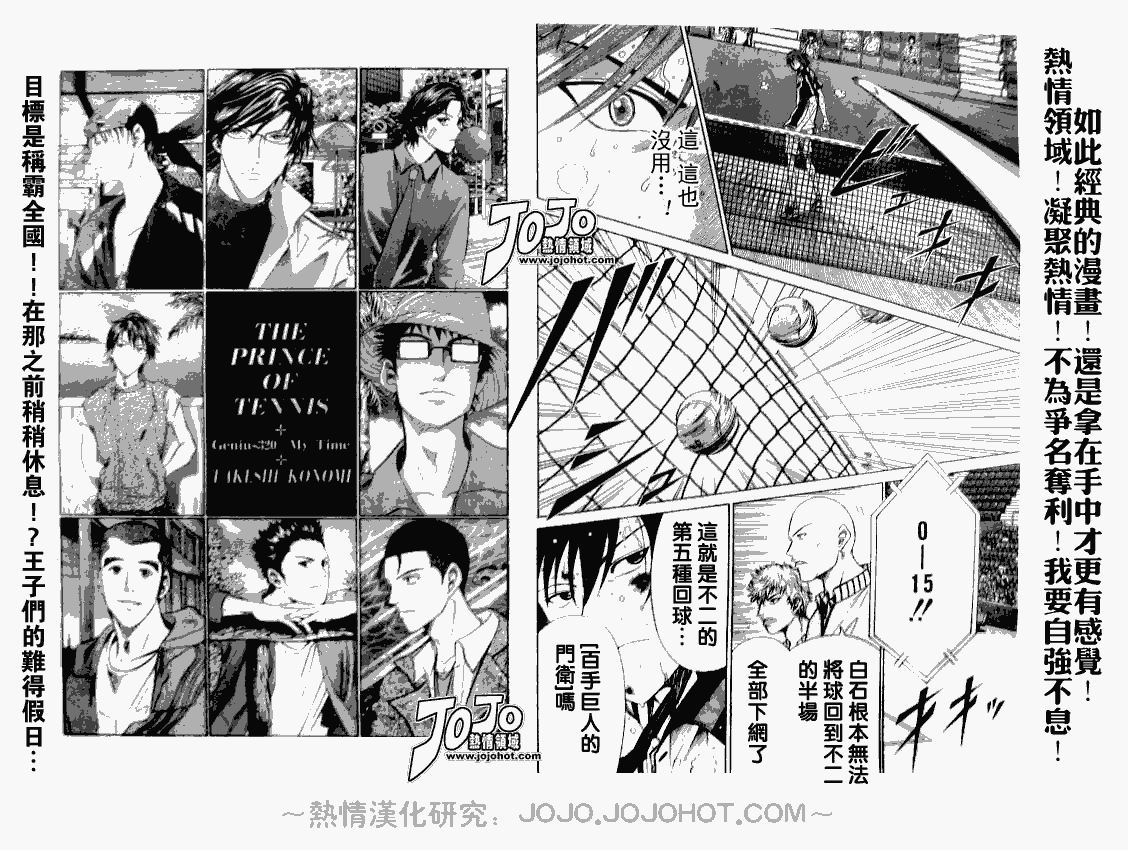 如此經典的漫畫！還是拿在手中才更有感覺！
熱情領域！凝聚熱情！不為爭名奪利！我要自強不息！
這、這也
沒用…！
0—15!!
白石根本無法
將球回到不二
的半場
全部下網了
這就是不二的
第五種回球…
「百手巨人的
門衛」嗎
JOJO
熱情領域
www.jojohot.com
THE
PRINCE
OF
TENNIS
Genius320 My Time
TAKESHI KONOMI
JOJO
熱情領域
www.jojohot.com
目標是稱霸全國！！在那之前稍稍休息！？王子們的難得假日…
～熱情漢化研究：JOJO.JOJOHOT.COM～